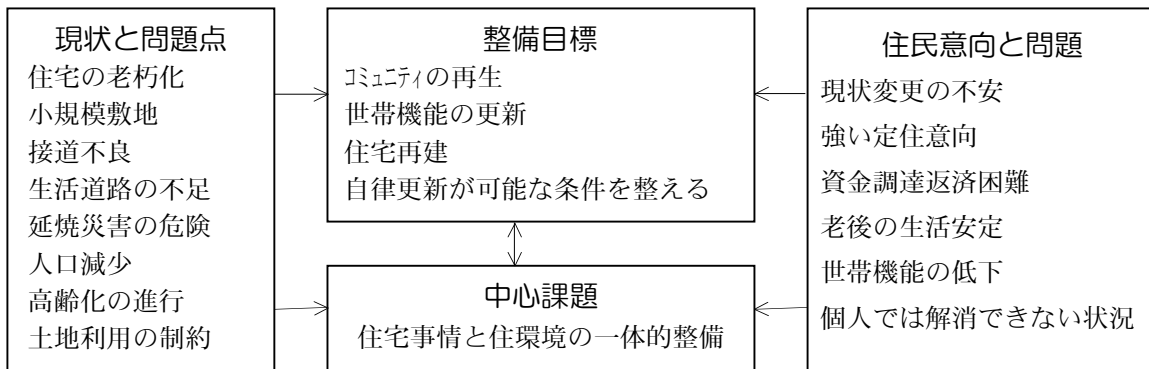 現状と問題点
住宅の老朽化
小規模敷地
接道不良
生活道路の不足
延焼災害の危険
人口減少
高齢化の進行
土地利用の制約
整備目標
ｺﾐｭﾆﾃｨの再生
世帯機能の更新
住宅再建
自律更新が可能な条件を整える
中心課題
住宅事情と住環境の一体的整備
住民意向と問題
現状変更の不安
強い定住意向
資金調達返済困難
老後の生活安定
世帯機能の低下
個人では解消できない状況